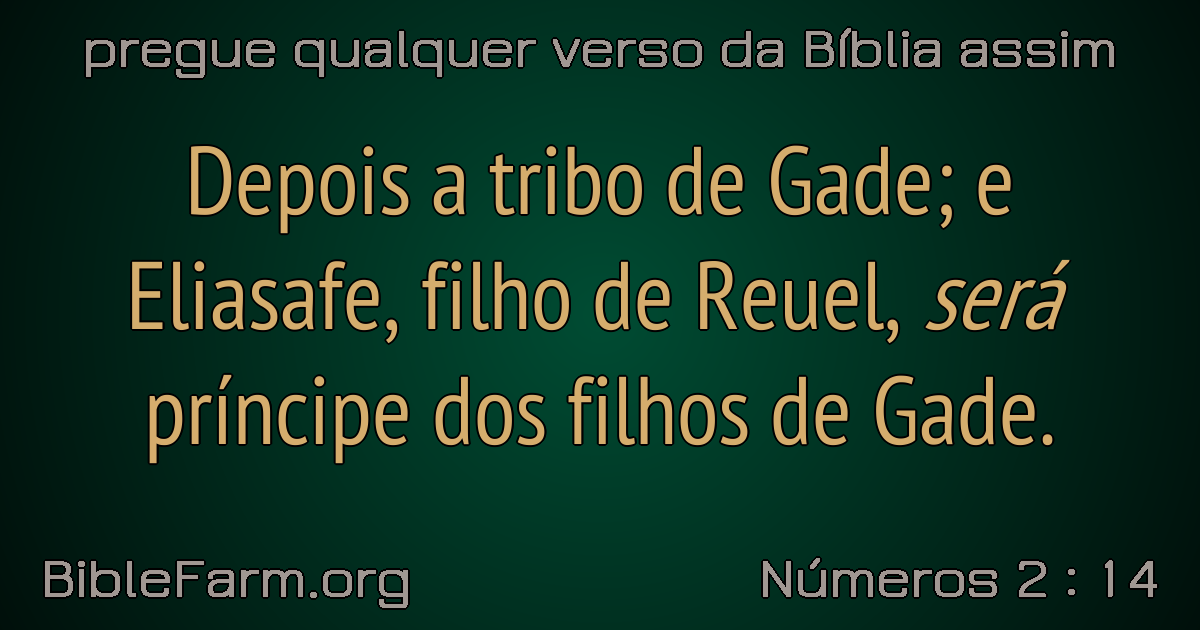 pregue qualquer verso da Bíblia assim
Depois a tribo de Gade; e
Eliasafe, filho de Reuel, será
príncipe dos filhos de Gade.
BibleFarm.org
Números 2 : 14